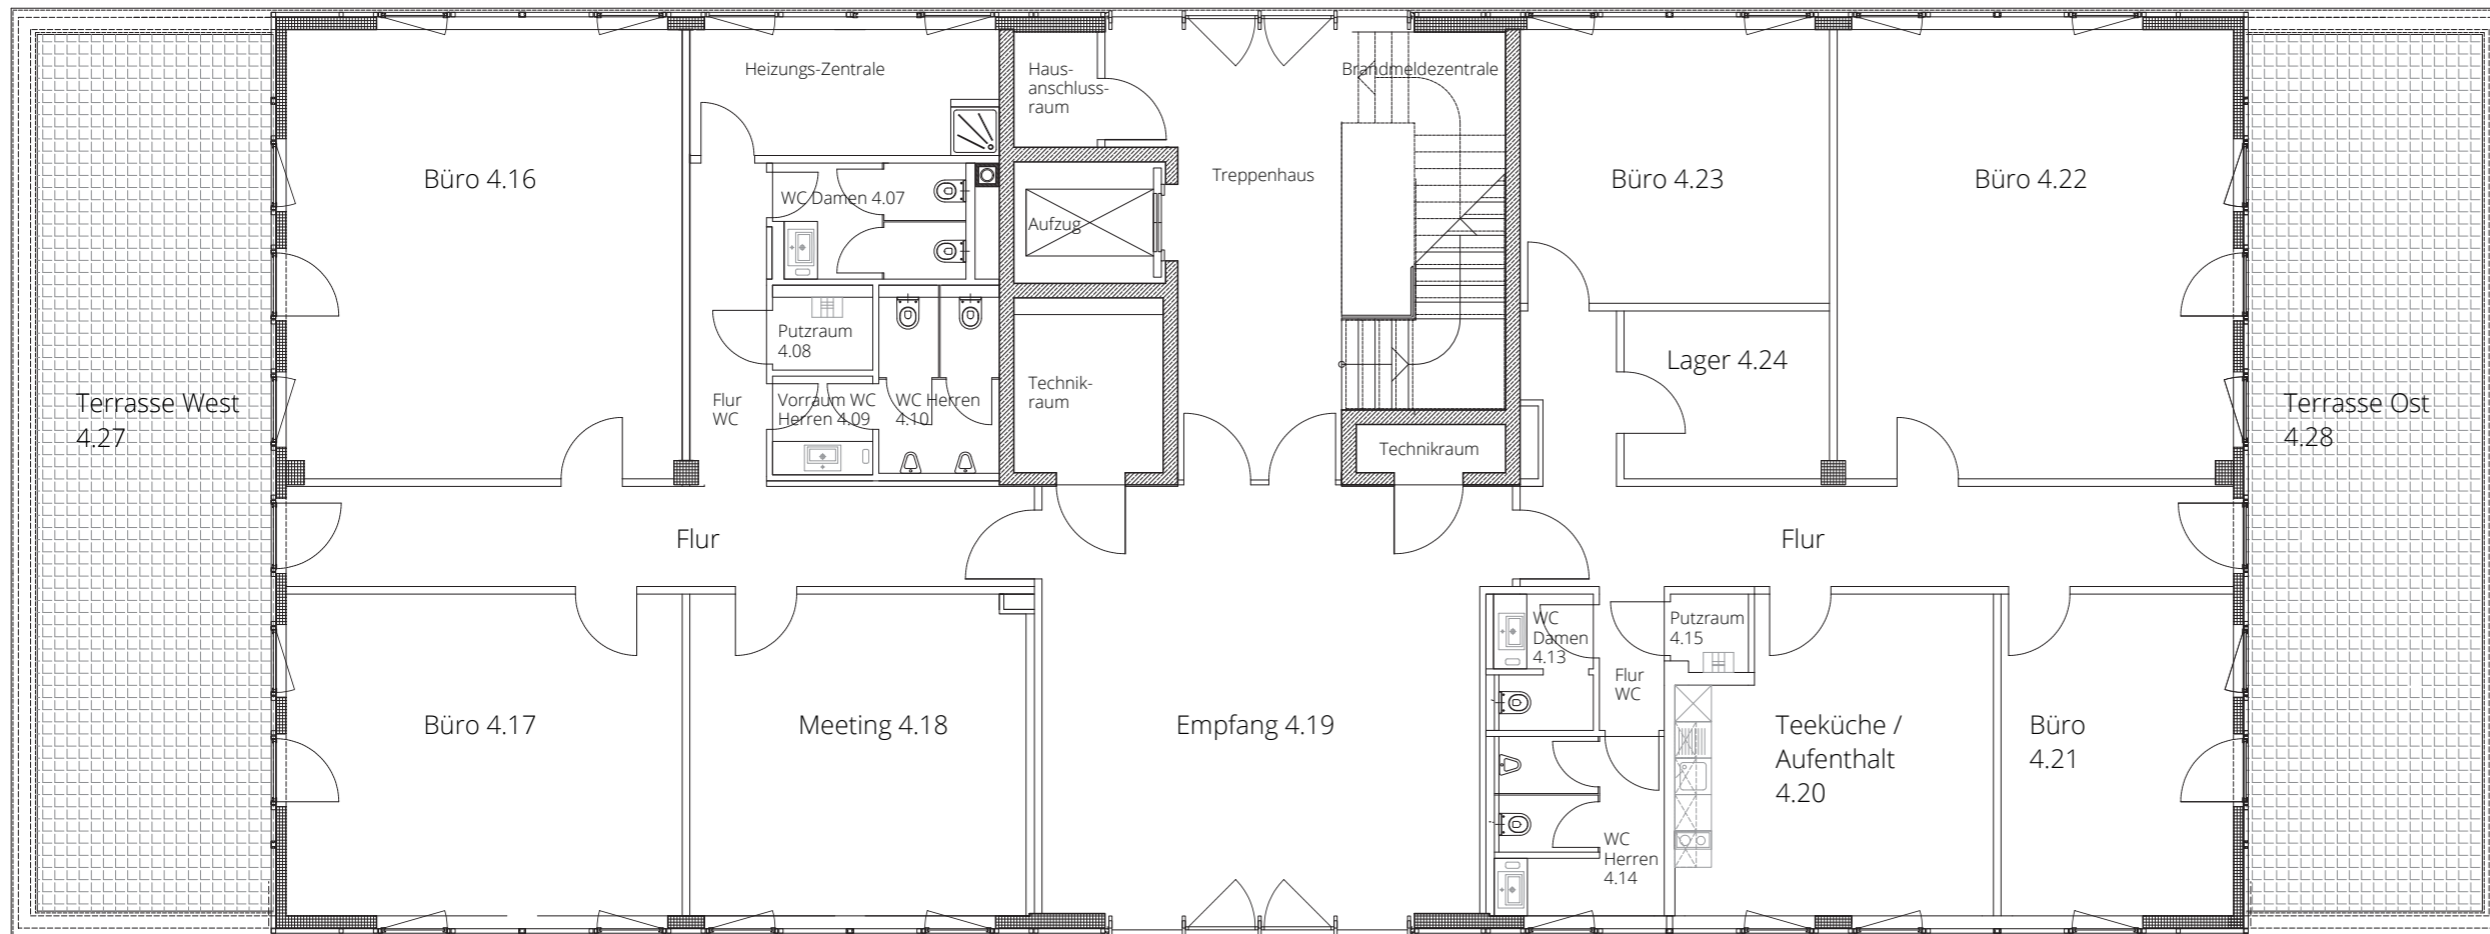 Heizungs-Zentrale
Haus-
anschluss-
raum
Brandmeldezentrale
Büro 4.16
WC Damen 4.07
Aufzug
Treppenhaus
Büro 4.23
Büro 4.22
Putzraum
4.08
Technik-
raum
Lager 4.24
Terrasse West
4.27
Flur
WC
Vorraum WC
Herren 4.09
WC Herren
4.10
Technikraum
Terrasse Ost
4.28
Flur
Flur
WC
Damen
4.13
Putzraum
4.15
Flur
WC
Büro 4.17
Meeting 4.18
Empfang 4.19
Teeküche /
Aufenthalt
4.20
Büro
4.21
WC
Herren
4.14